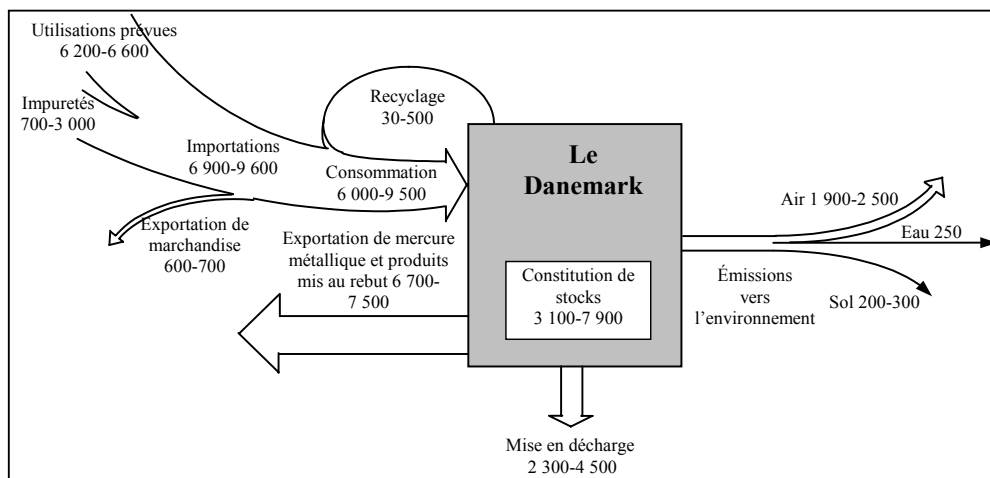 Utilisations prévues
6 200-6 600
Impuretés
700-3 000
Recyclage
30-500
Importations
6 900-9 600
Consommation
6 000-9 500
Le
Danemark
Exportation de
marchandise
600-700
Exportation de mercure
métallique et produits
mis au rebut 6 700-
7 500
Constitution de
stocks
3 100-7 900
Air 1 900-2 500
Eau 250
Émissions
vers
l’environnement
Sol 200-300
Mise en décharge
2 300-4 500